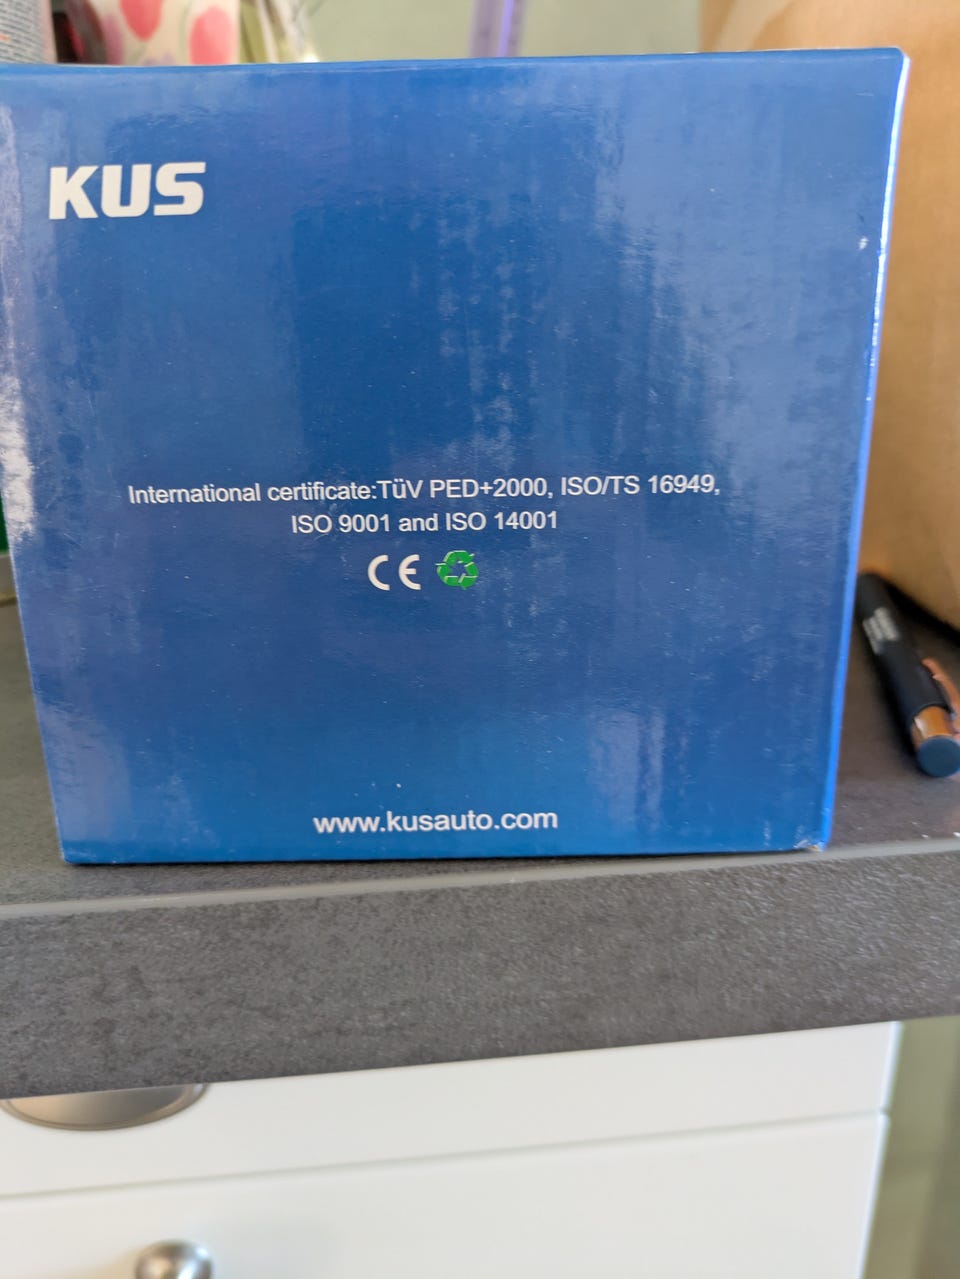 KUS
International certificate:TüV PED+2000, ISO/TS 16949,
ISO 9001 and ISO 14001
CE
www.kusauto.com